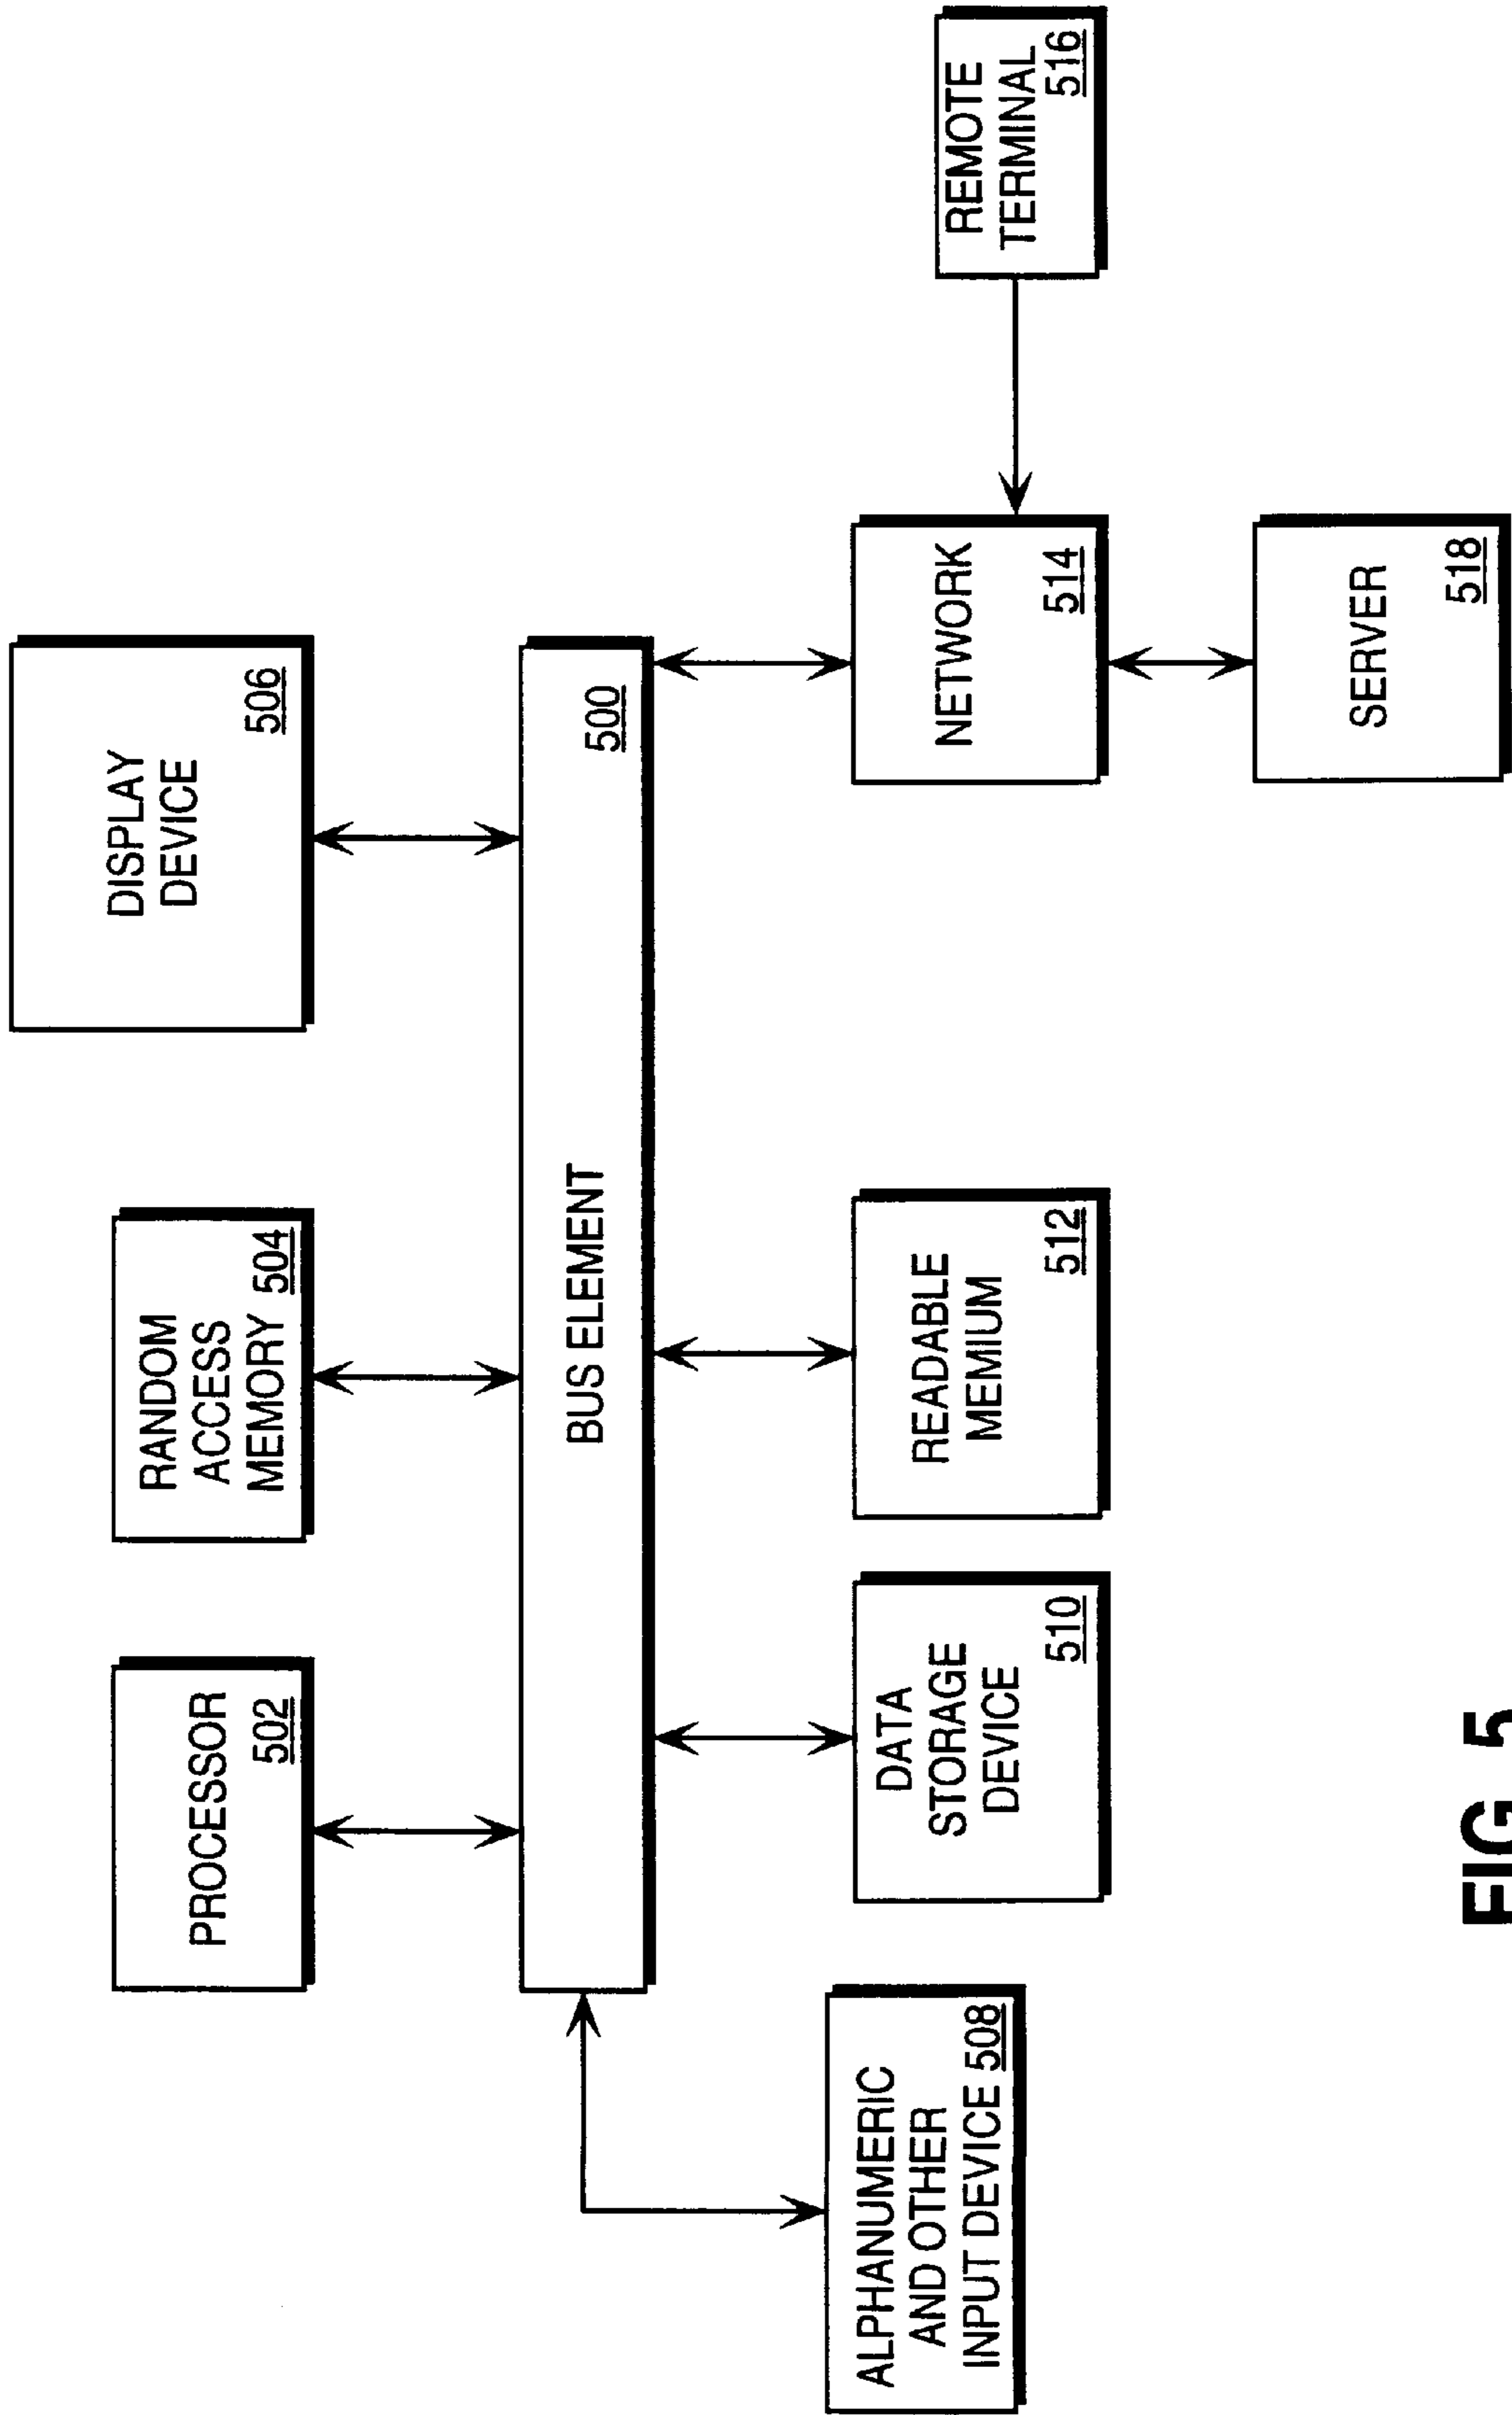 PROCESSOR
502
RANDOM
ACCESS
MEMORY 504
DISPLAY
DEVICE
506
BUS ELEMENT
500
ALPHANUMERIC
AND OTHER
INPUT DEVICE 508
DATA
STORAGE
DEVICE
510
READABLE
MEMIUM
512
NETWORK
514
REMOTE
TERMINAL
516
SERVER
518
FIG. 5